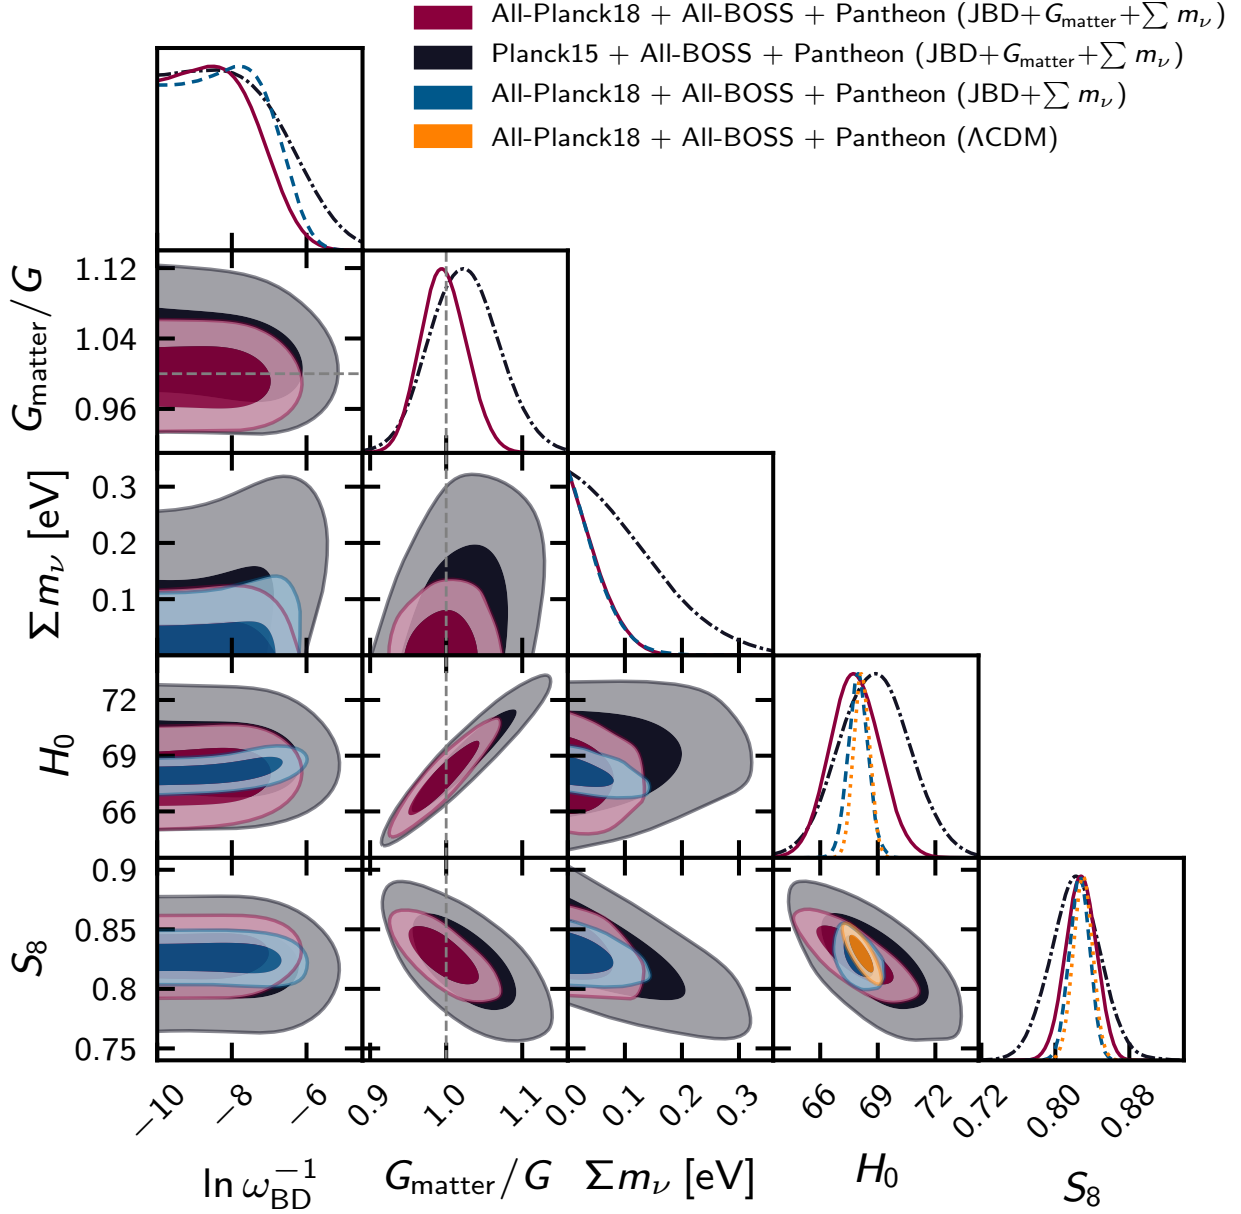 All-Planck18 + All-BOSS + Pantheon (JBD+G_matter+∑ m_ν)
Planck15 + All-BOSS + Pantheon (JBD+G_matter+∑ m_ν)
All-Planck18 + All-BOSS + Pantheon (JBD+∑ m_ν)
All-Planck18 + All-BOSS + Pantheon (ΛCDM)
G_matter/G
1.12
1.04
0.96
Σm_ν [eV]
0.3
0.2
0.1
H_0
72
69
66
S_8
0.9
0.85
0.8
0.75
−10 −8 −6 0.9 1.0 1.1 0.0 0.1 0.2 0.3 66 69 72 0.72 0.80 0.88
ln ω_BD^−1 G_matter/G Σm_ν [eV] H_0 S_8